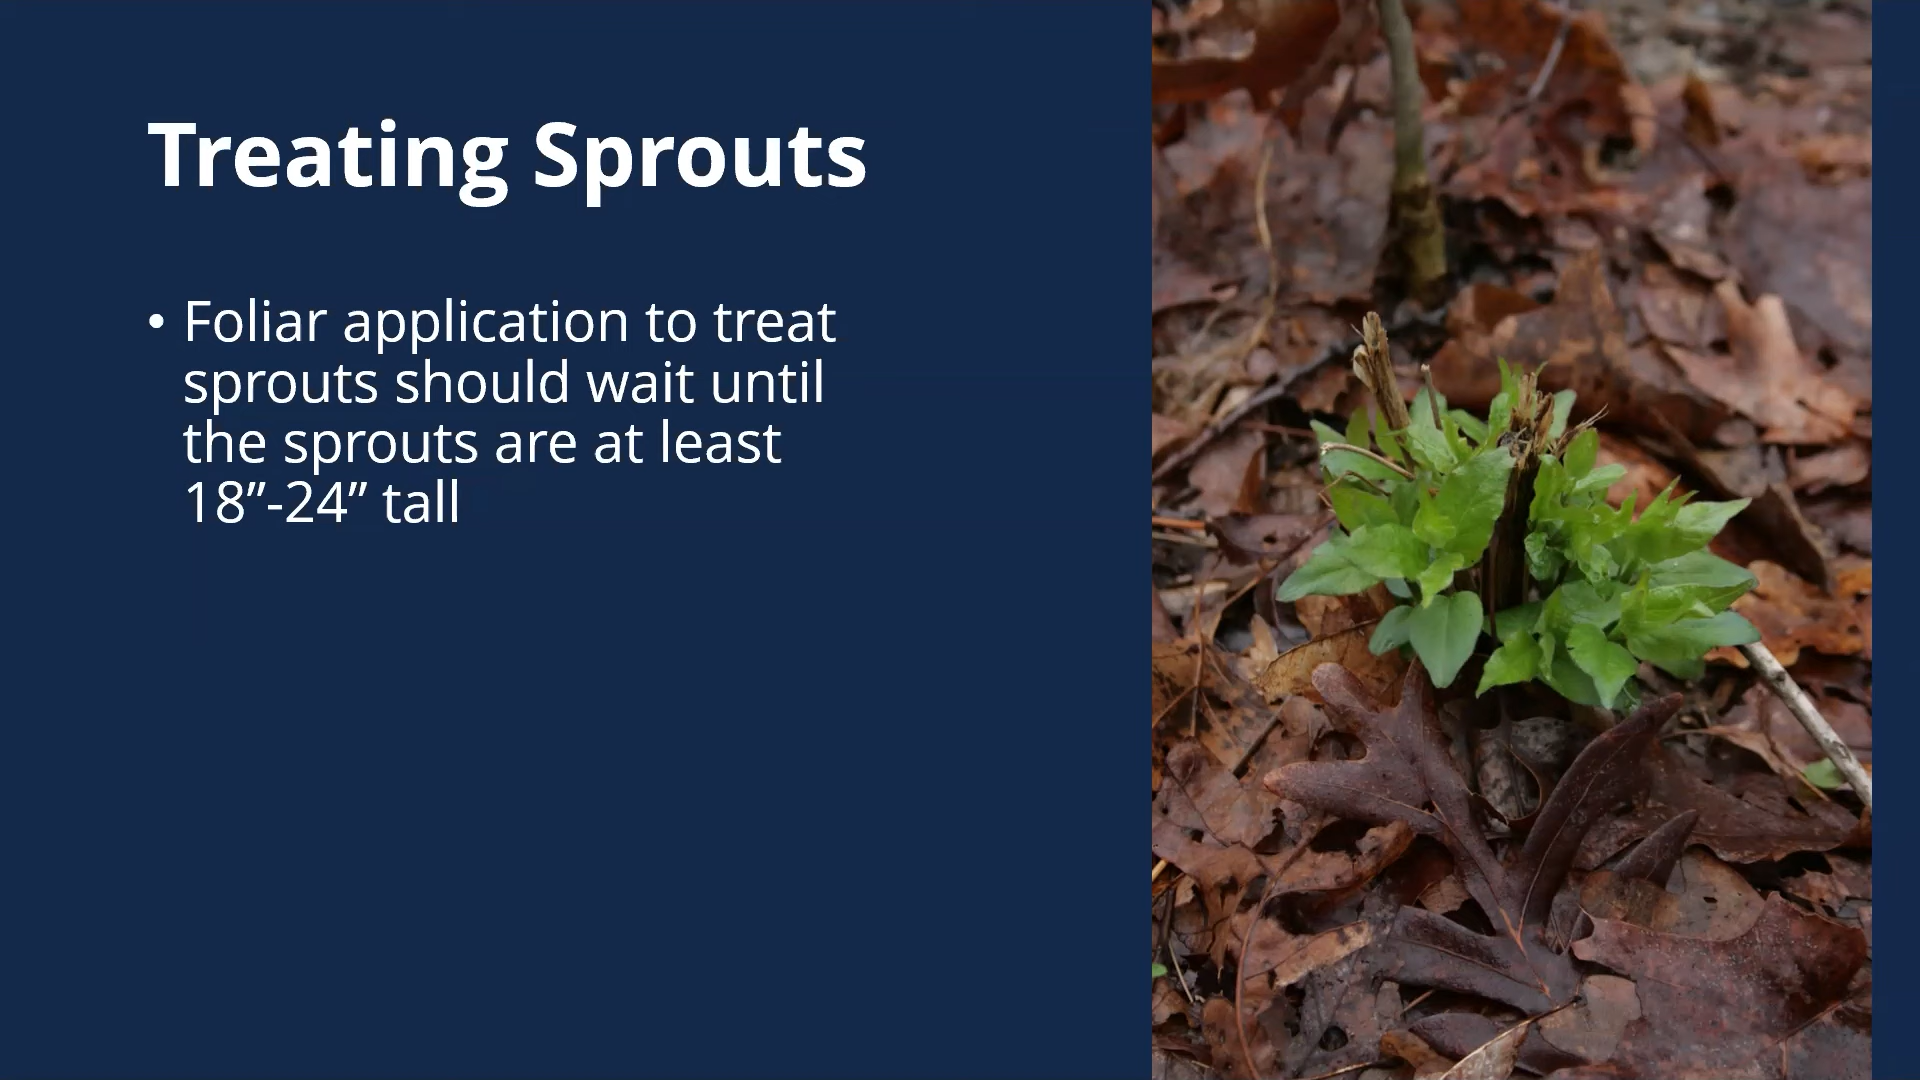 Treating Sprouts
• Foliar application to treat
sprouts should wait until
the sprouts are at least
18”-24” tall